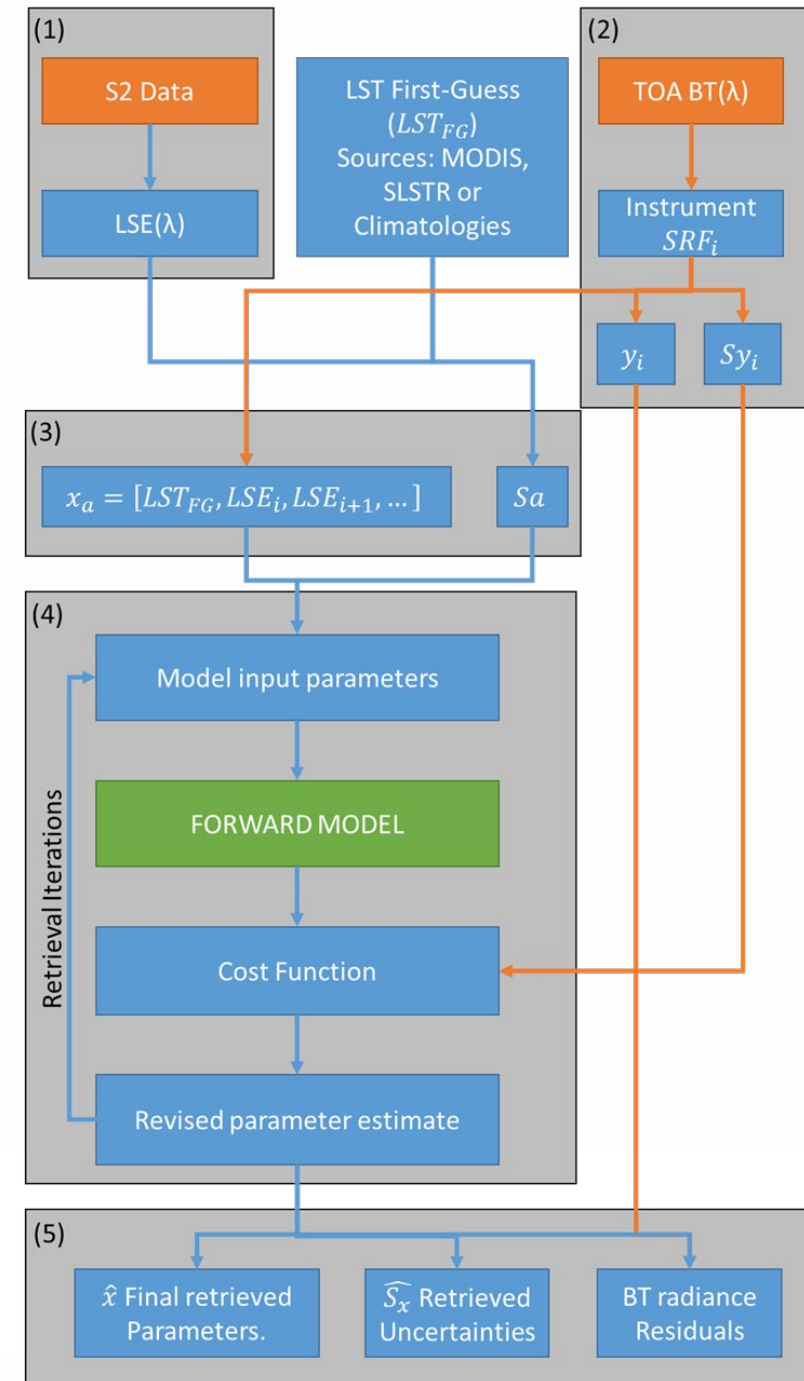 (1)
S2 Data
LSE(λ)
LST First-Guess
(LST_FG)
Sources: MODIS,
SLSTR or
Climatologies
(2)
TOA BT(λ)
Instrument
SRF_i
y_i
Sy_i
(3)
x_a = [LST_FG, LSE_i, LSE_{i+1}, …]
Sa
(4)
Model input parameters
FORWARD MODEL
Cost Function
Revised parameter estimate
Retrieval Iterations
(5)
x̂ Final retrieved
Parameters.
Ŝ_x Retrieved
Uncertainties
BT radiance
Residuals